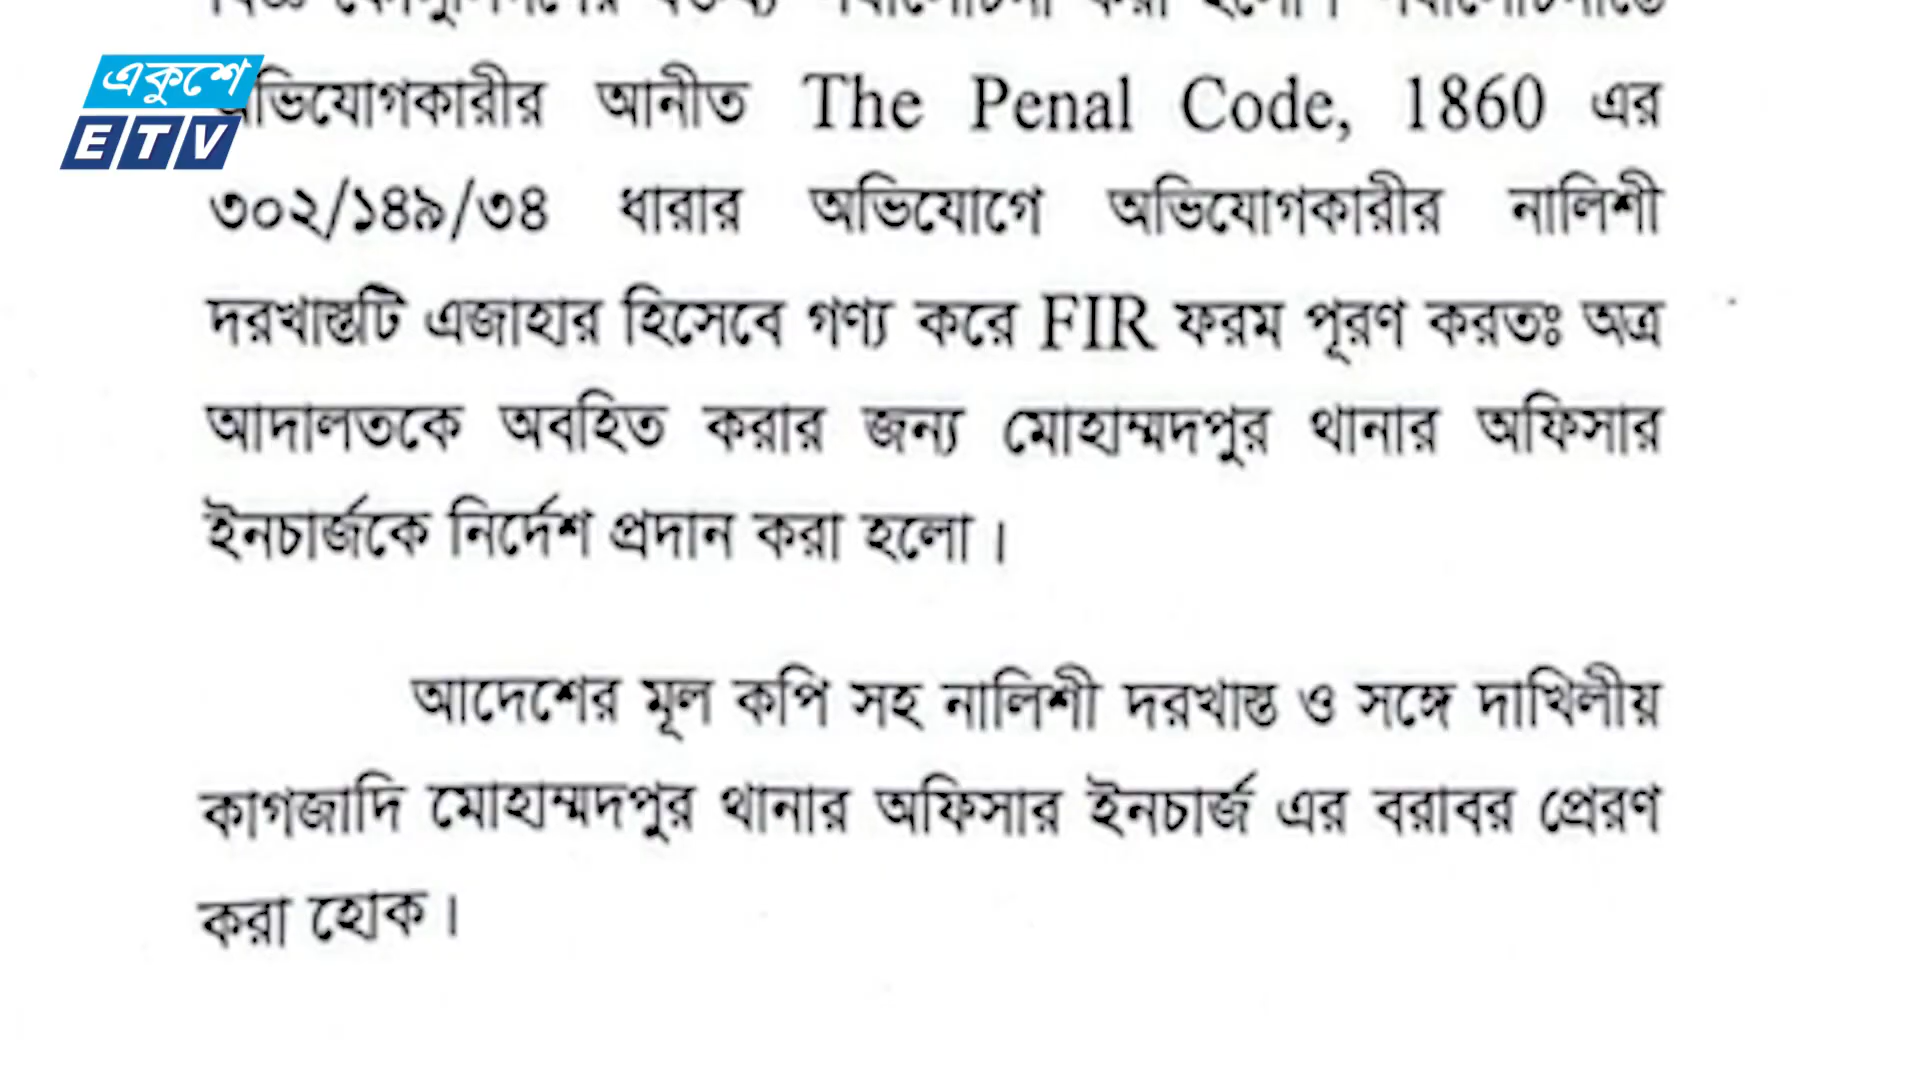 একুশে
ETV
অভিযোগকারীর আনীত The Penal Code, 1860 এর
৩০২/১৪৯/৩৪ ধারার অভিযোগে অভিযোগকারীর নালিশী
দরখাস্তটি এজাহার হিসেবে গণ্য করে FIR ফরম পূরণ করতঃ অত্র
আদালতকে অবহিত করার জন্য মোহাম্মদপুর থানার অফিসার
ইনচার্জকে নির্দেশ প্রদান করা হলো।
আদেশের মূল কপি সহ নালিশী দরখাস্ত ও সঙ্গে দাখিলীয়
কাগজাদি মোহাম্মদপুর থানার অফিসার ইনচার্জ এর বরাবর প্রেরণ
করা হোক।